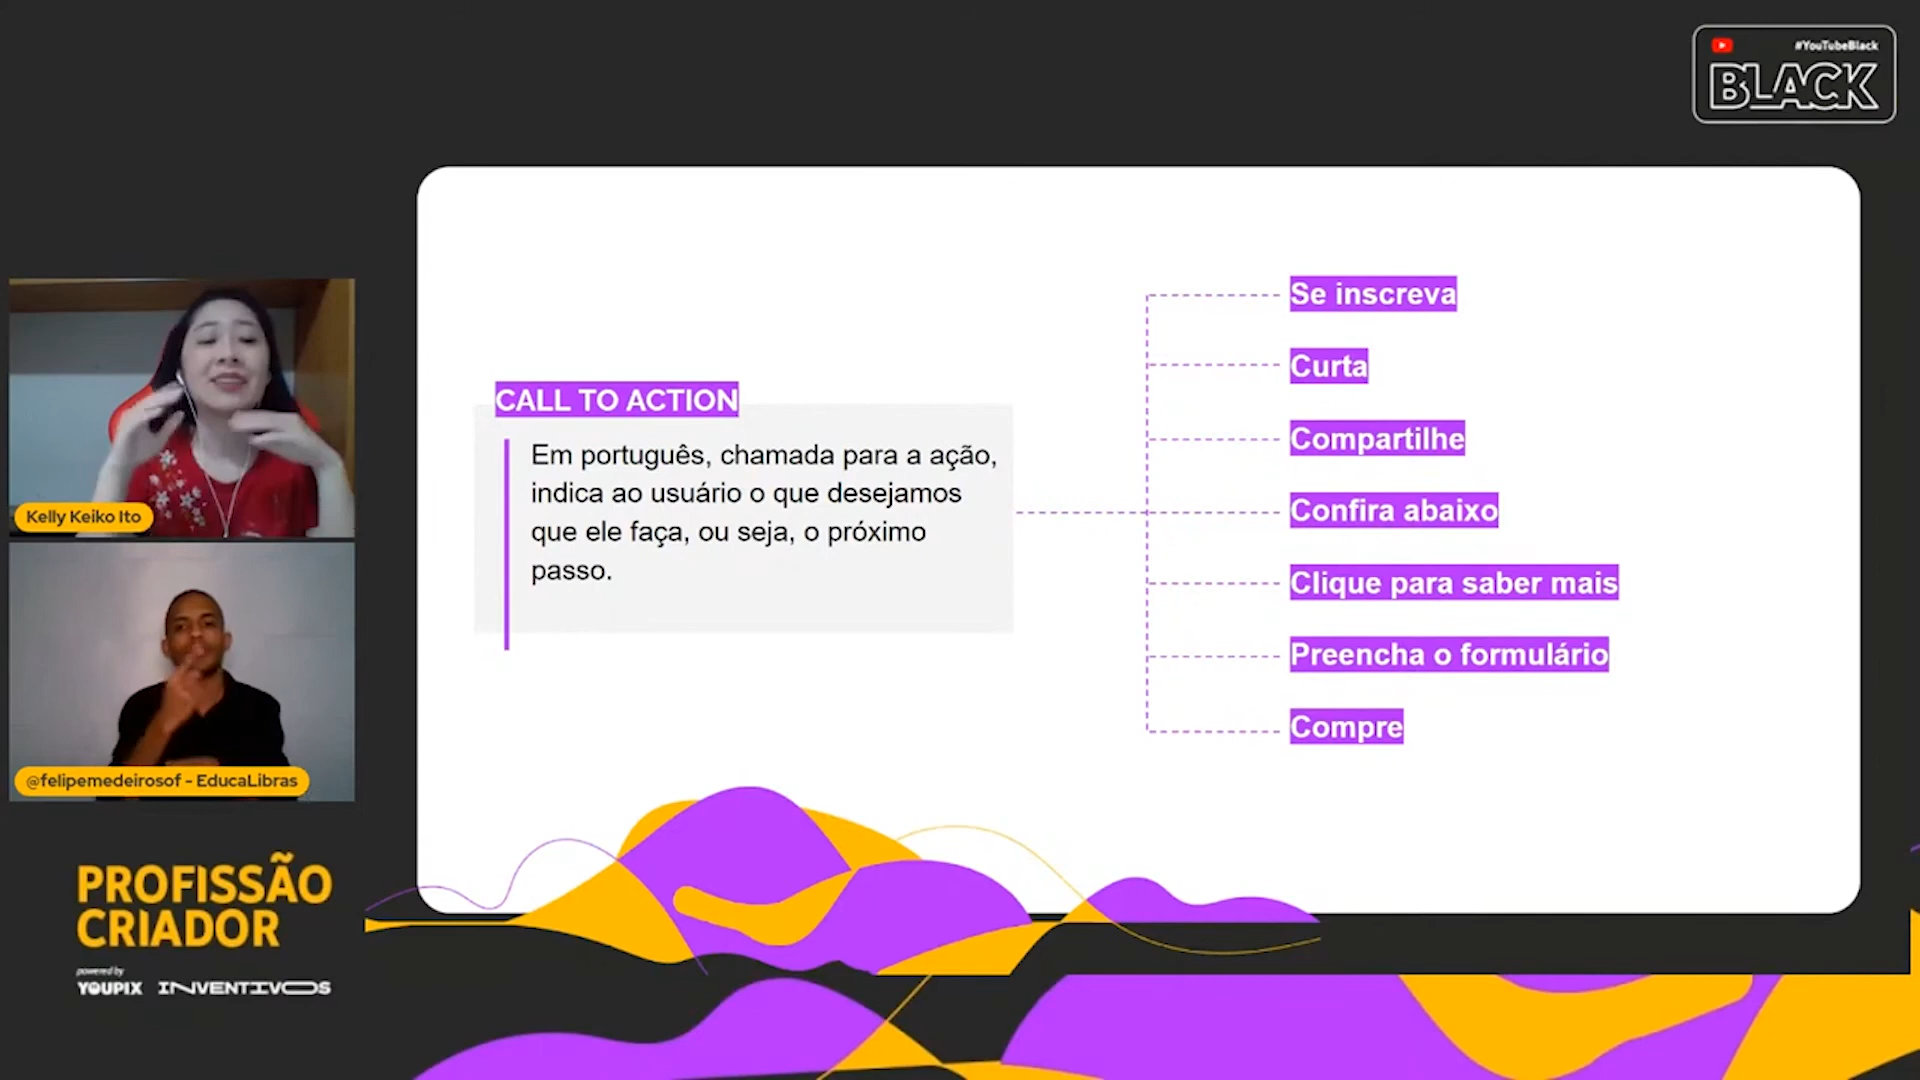 #YouTubeBlack
BLACK
Se inscreva
Curta
CALL TO ACTION
Compartilhe
Em português, chamada para a ação,
indica ao usuário o que desejamos
que ele faça, ou seja, o próximo
passo.
Confira abaixo
Clique para saber mais
Preencha o formulário
Compre
Kelly Keiko Ito
@felipemedeirosof - EducaLibras
PROFISSÃO
CRIADOR
powered by
YOUPIX INVENTIVOS